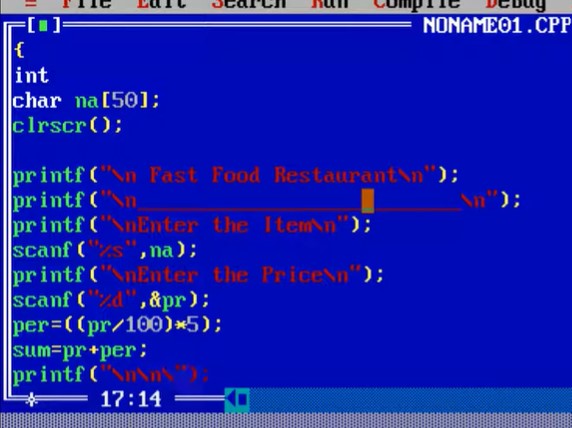 ≡ File Edit Search Run Compile Debug
[■] NONAME01.CPP
{
int
char na[50];
clrscr();
printf("\n Fast Food Restaurant\n");
printf("\n__________________________________\n");
printf("\nEnter the Item\n");
scanf("%s",na);
printf("\nEnter the Price\n");
scanf("%d",&pr);
per=((pr/100)*5);
sum=pr+per;
printf("\n\n\");
17:14